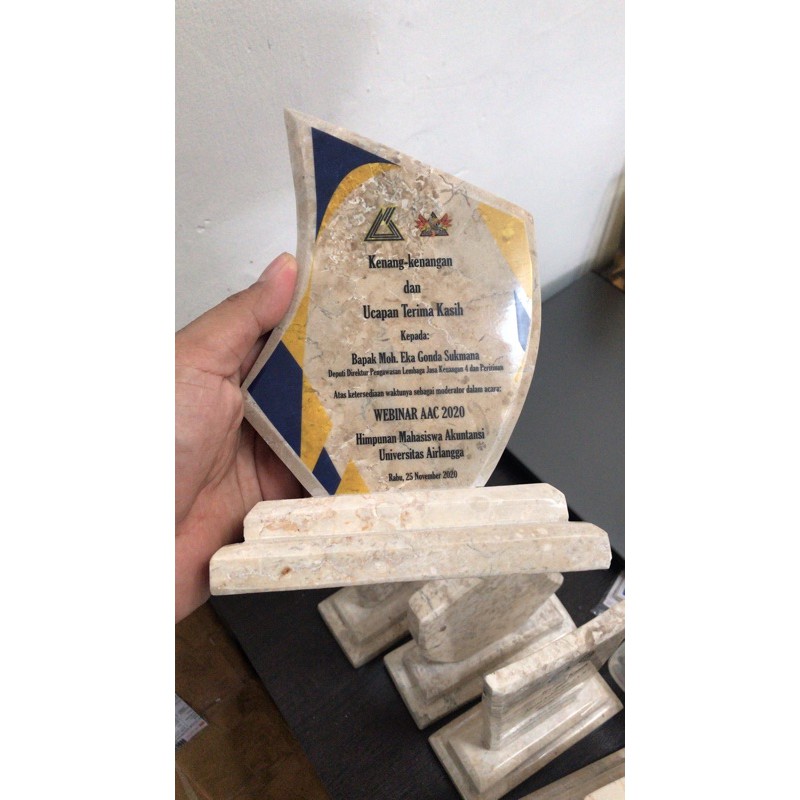 Kenang-kenangan
dan
Ucapan Terima Kasih
Kepada:
Bapak Moh. Eka Gonda Sukmana
Deputi Direktur Pengawasan Lembaga Jasa Keuangan 4 dan Perizinan
Atas ketersediaan waktunya sebagai moderator dalam acara:
WEBINAR AAC 2020
Himpunan Mahasiswa Akuntansi
Universitas Airlangga
Rabu, 25 November 2020